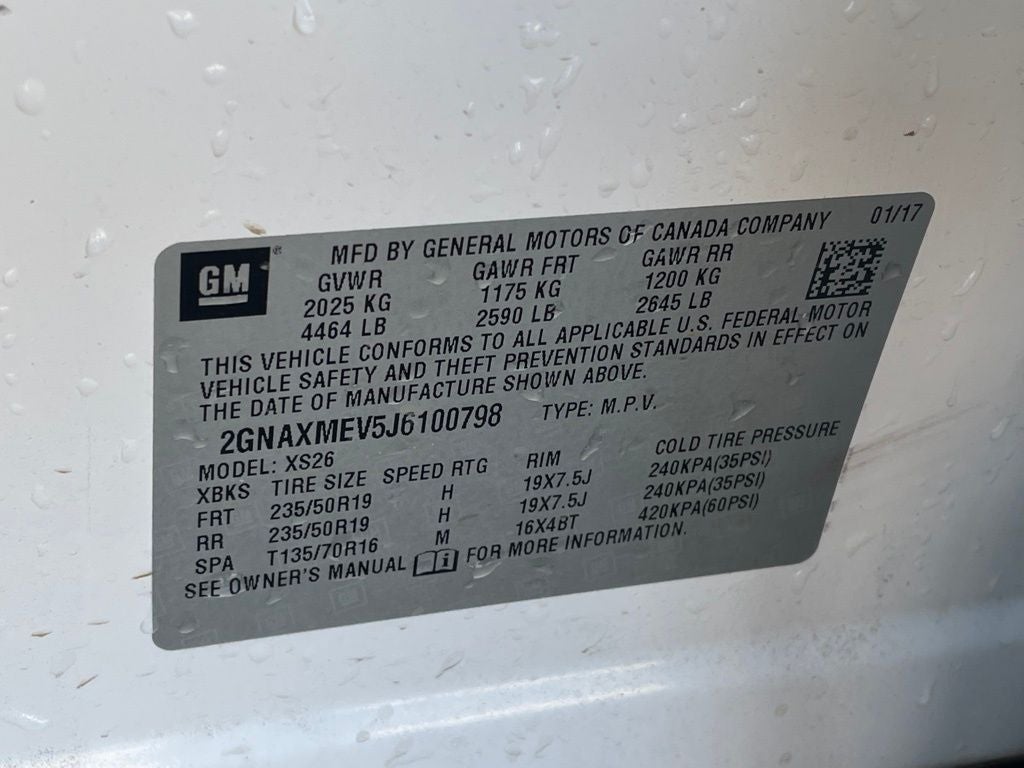 GM ® MFD BY GENERAL MOTORS OF CANADA COMPANY 01/17
GVWR GAWR FRT GAWR RR
2025 KG 1175 KG 1200 KG
4464 LB 2590 LB 2645 LB
THIS VEHICLE CONFORMS TO ALL APPLICABLE U.S. FEDERAL MOTOR
VEHICLE SAFETY AND THEFT PREVENTION STANDARDS IN EFFECT ON
THE DATE OF MANUFACTURE SHOWN ABOVE.
2GNAXMEV5J6100798 TYPE: M.P.V.
MODEL: XS26
XBKS TIRE SIZE SPEED RTG RIM COLD TIRE PRESSURE
FRT 235/50R19 H 19X7.5J 240KPA(35PSI)
RR 235/50R19 H 19X7.5J 240KPA(35PSI)
SPA T135/70R16 M 16X4BT 420KPA(60PSI)
SEE OWNER'S MANUAL i FOR MORE INFORMATION.